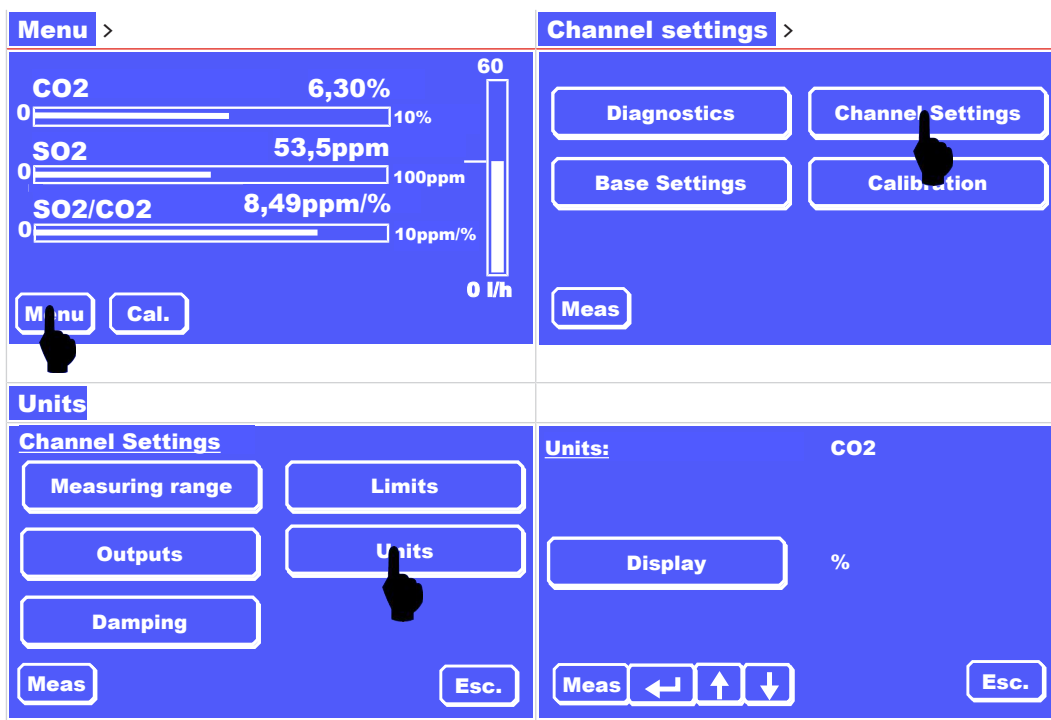 Menu >
Channel settings >
60
CO2 6,30%
0 10%
SO2 53,5ppm
0 100ppm
SO2/CO2 8,49ppm/%
0 10ppm/%
0 l/h
Menu Cal.
Diagnostics Channel Settings
Base Settings Calibration
Meas
Units
Channel Settings
Measuring range Limits
Outputs Units
Damping
Meas Esc.
Units: CO2
Display %
Meas Esc.